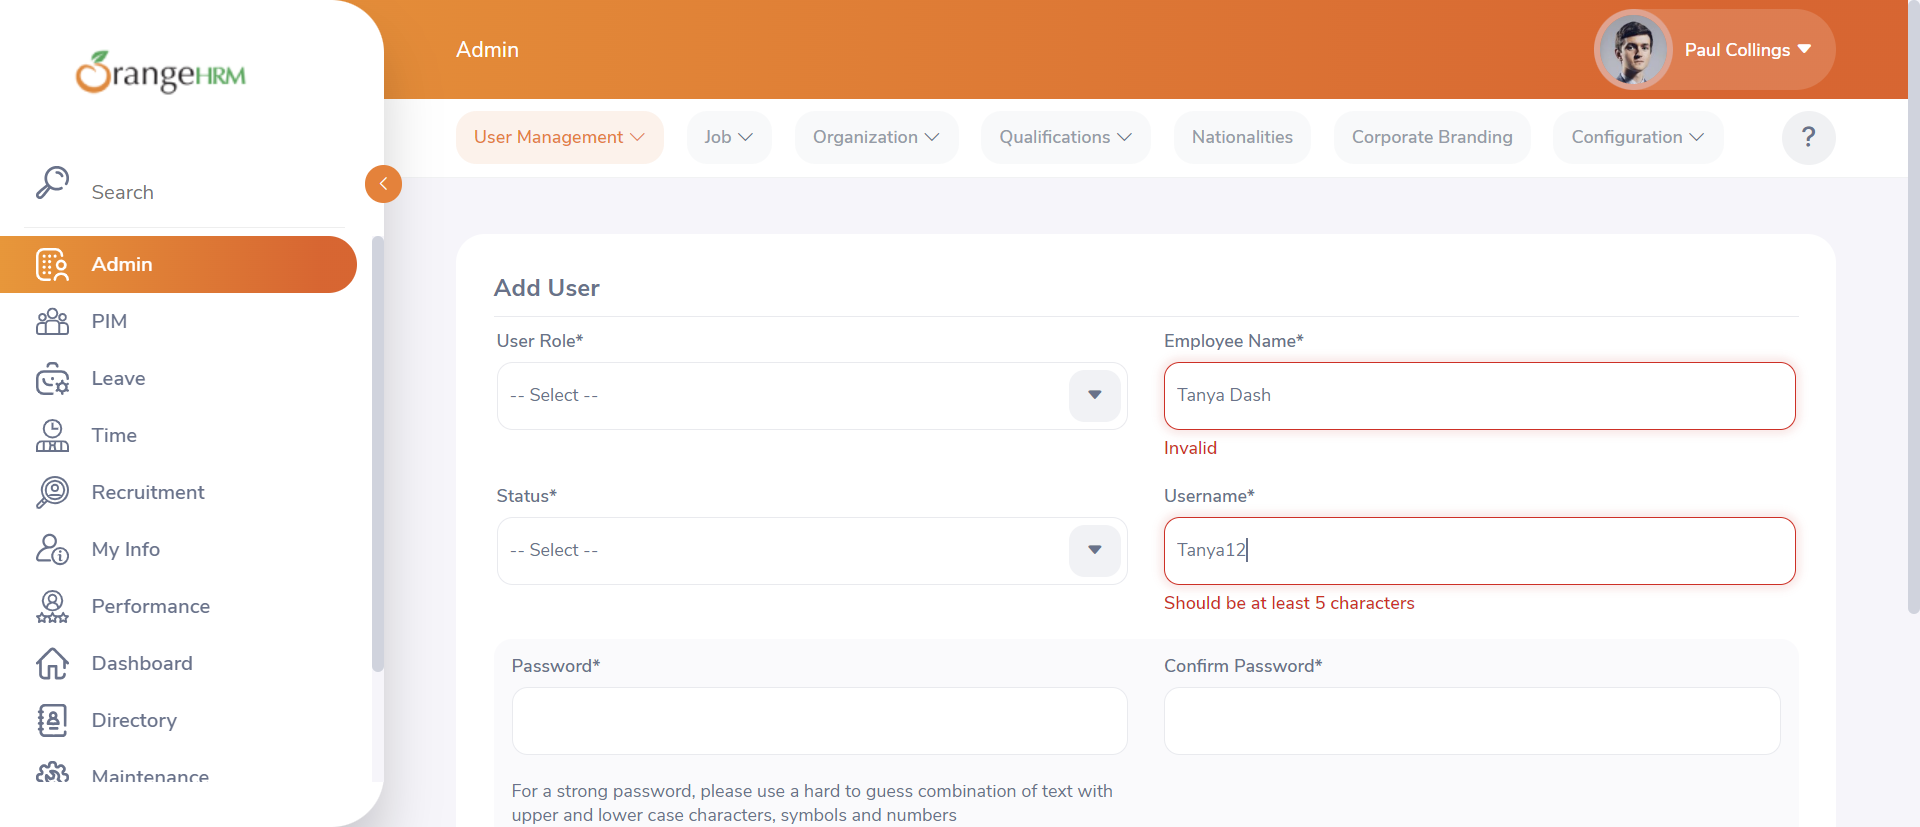 OrangeHRM
Search
Admin
PIM
Leave
Time
Recruitment
My Info
Performance
Dashboard
Directory
Maintenance
Admin
Paul Collings
User Management
Job
Organization
Qualifications
Nationalities
Corporate Branding
Configuration
?
Add User
User Role*
-- Select --
Employee Name*
Tanya Dash
Invalid
Status*
-- Select --
Username*
Tanya12
Should be at least 5 characters
Password*
Confirm Password*
For a strong password, please use a hard to guess combination of text with
upper and lower case characters, symbols and numbers